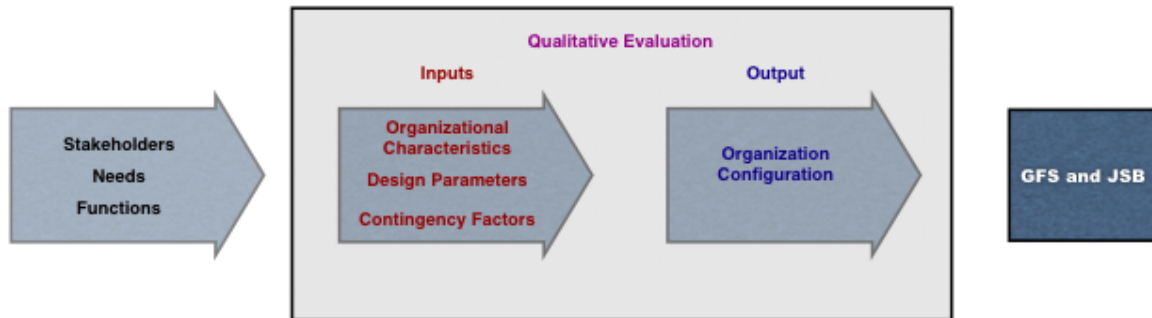 Qualitative Evaluation
Inputs
Output
Stakeholders
Needs
Functions
Organizational
Characteristics
Design Parameters
Contingency Factors
Organization
Configuration
GFS and JSB